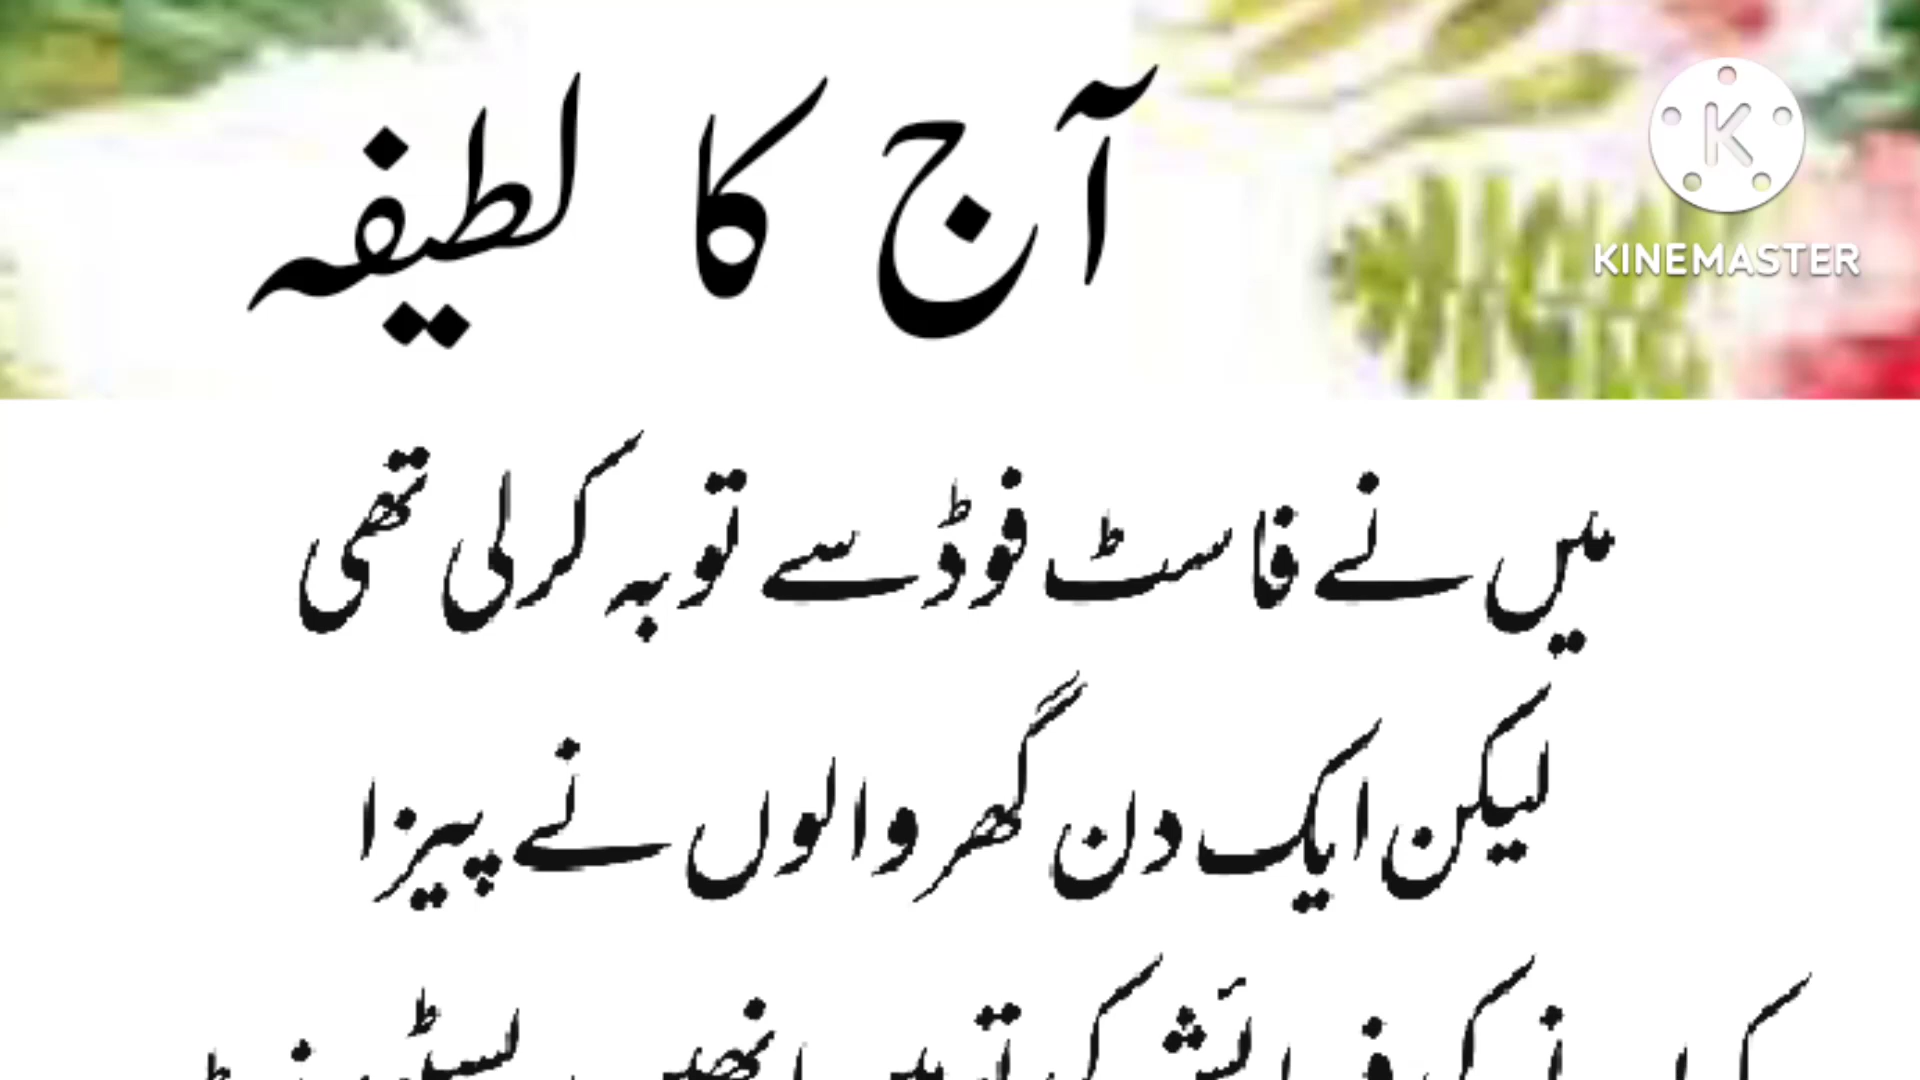 آج کا لطیفہ
KINEMASTER
میں نے فاسٹ فوڈ سے توبہ کرلی تھی
لیکن ایک دن گھر والوں نے پیزا